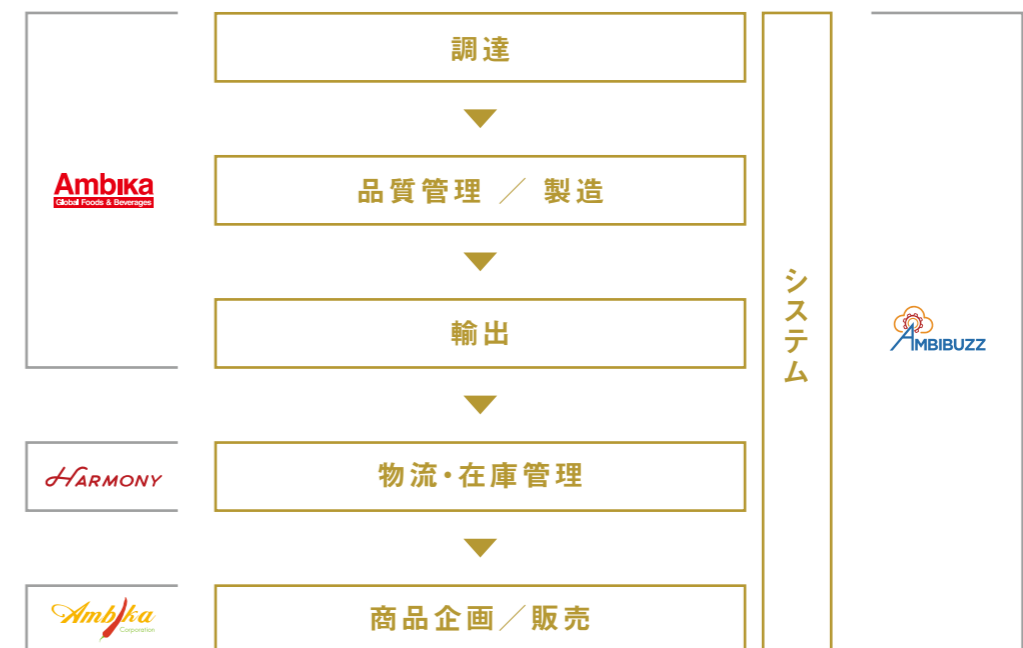 調達
Ambika
Global Foods & Beverages
品質管理 ／ 製造
輸出
システム
AMBIBUZZ
HARMONY
物流・在庫管理
Ambika
Corporation
商品企画／販売